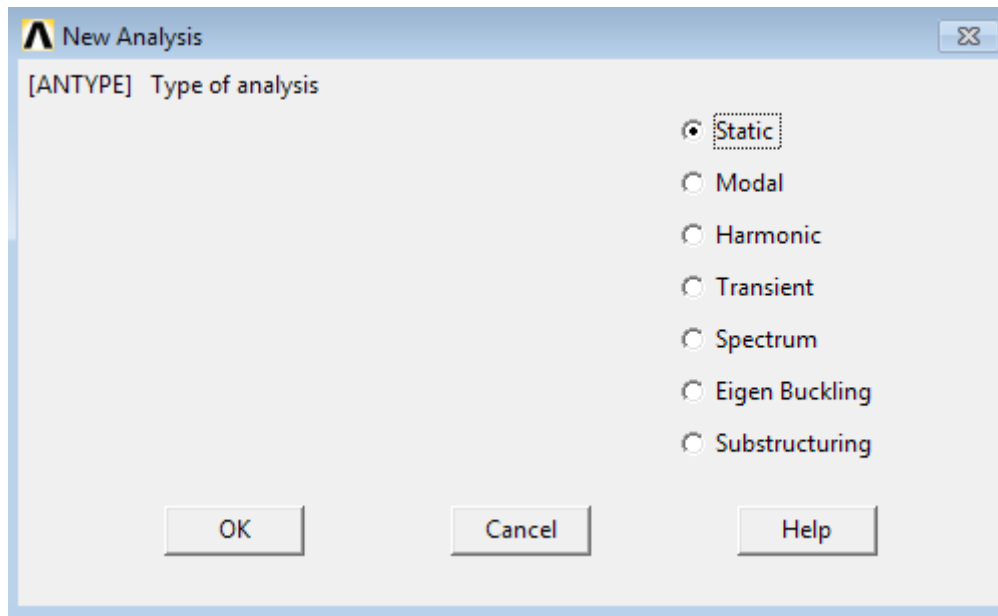 New Analysis
[ANTYPE] Type of analysis
Static
Modal
Harmonic
Transient
Spectrum
Eigen Buckling
Substructuring
OK Cancel Help